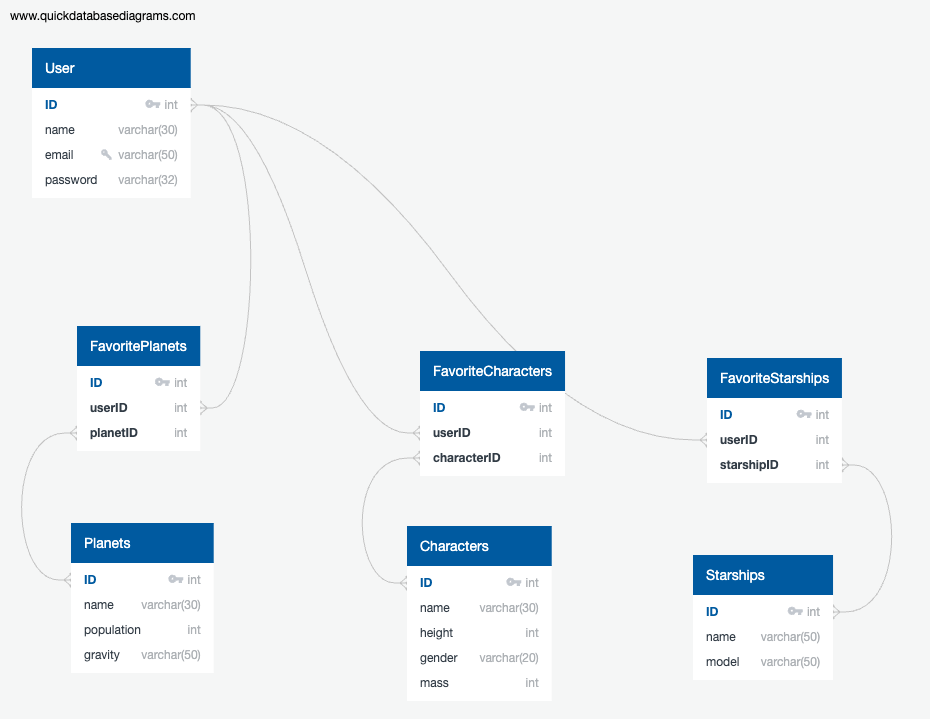 www.quickdatabasediagrams.com
User
ID int
name varchar(30)
email varchar(50)
password varchar(32)
FavoritePlanets
ID int
userID int
planetID int
FavoriteCharacters
ID int
userID int
characterID int
FavoriteStarships
ID int
userID int
starshipID int
Planets
ID int
name varchar(30)
population int
gravity varchar(50)
Characters
ID int
name varchar(30)
height int
gender varchar(20)
mass int
Starships
ID int
name varchar(50)
model varchar(50)